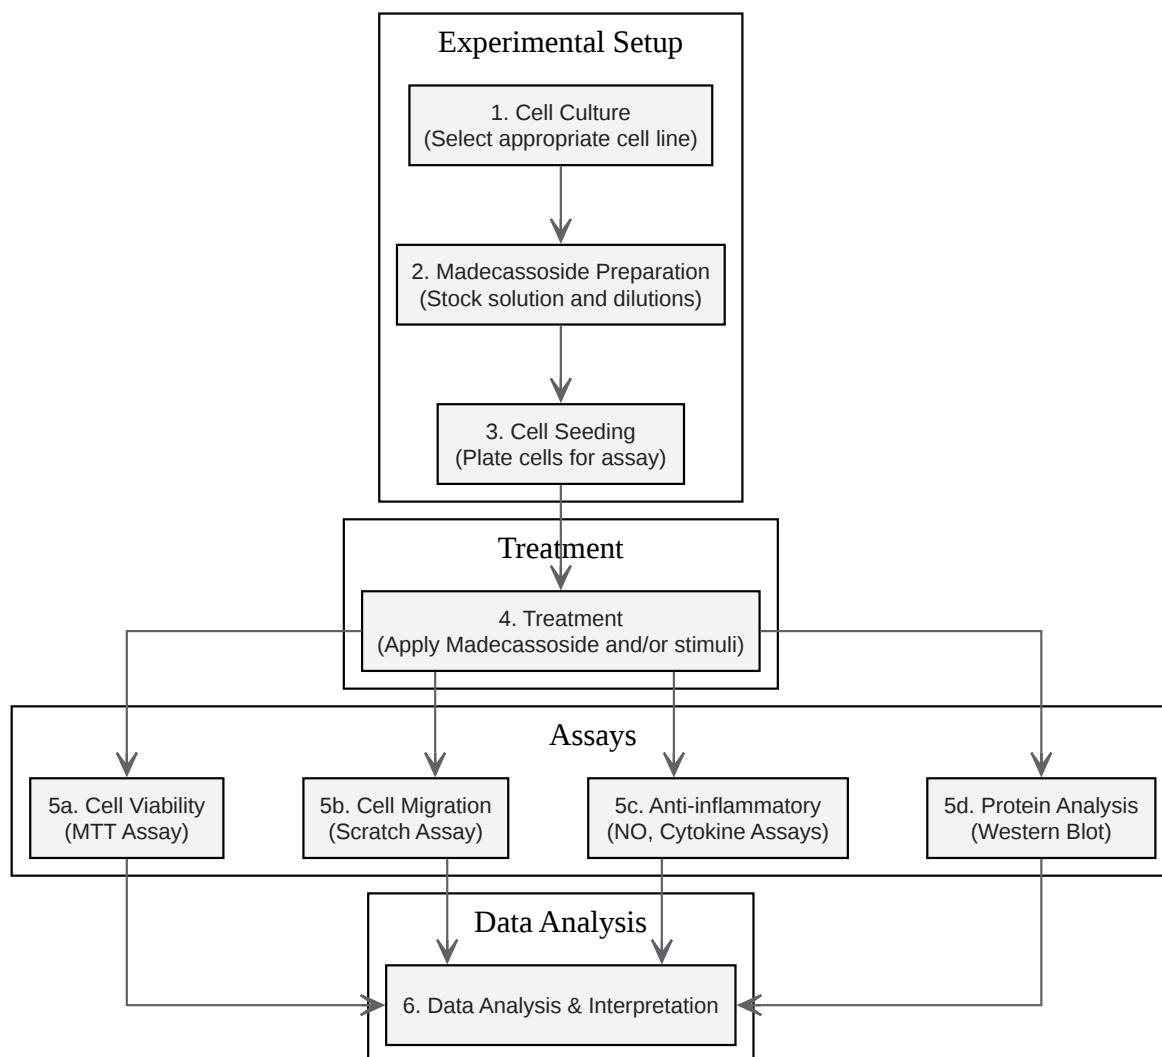 Experimental Setup
1. Cell Culture
(Select appropriate cell line)
2. Madecassoside Preparation
(Stock solution and dilutions)
3. Cell Seeding
(Plate cells for assay)
Treatment
4. Treatment
(Apply Madecassoside and/or stimuli)
Assays
5a. Cell Viability
(MTT Assay)
5b. Cell Migration
(Scratch Assay)
5c. Anti-inflammatory
(NO, Cytokine Assays)
5d. Protein Analysis
(Western Blot)
Data Analysis
6. Data Analysis & Interpretation